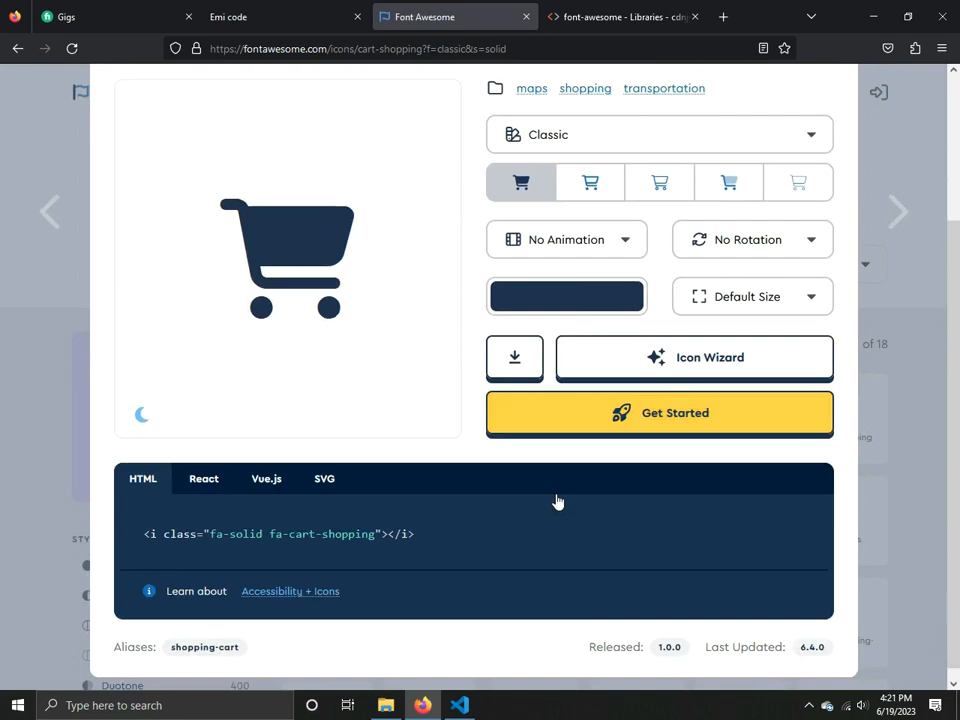 Gigs
Emi code
Font Awesome
font-awesome - Libraries - cdnj
https://fontawesome.com/icons/cart-shopping?f=classic&s=solid
maps shopping transportation
Classic
No Animation
No Rotation
Default Size
of 18
Icon Wizard
Get Started
HTML React Vue.js SVG
<i class="fa-solid fa-cart-shopping"></i>
Learn about Accessibility + Icons
Aliases: shopping-cart
Released: 1.0.0
Last Updated: 6.4.0
Duotone 400
Type here to search
4:21 PM
6/19/2023